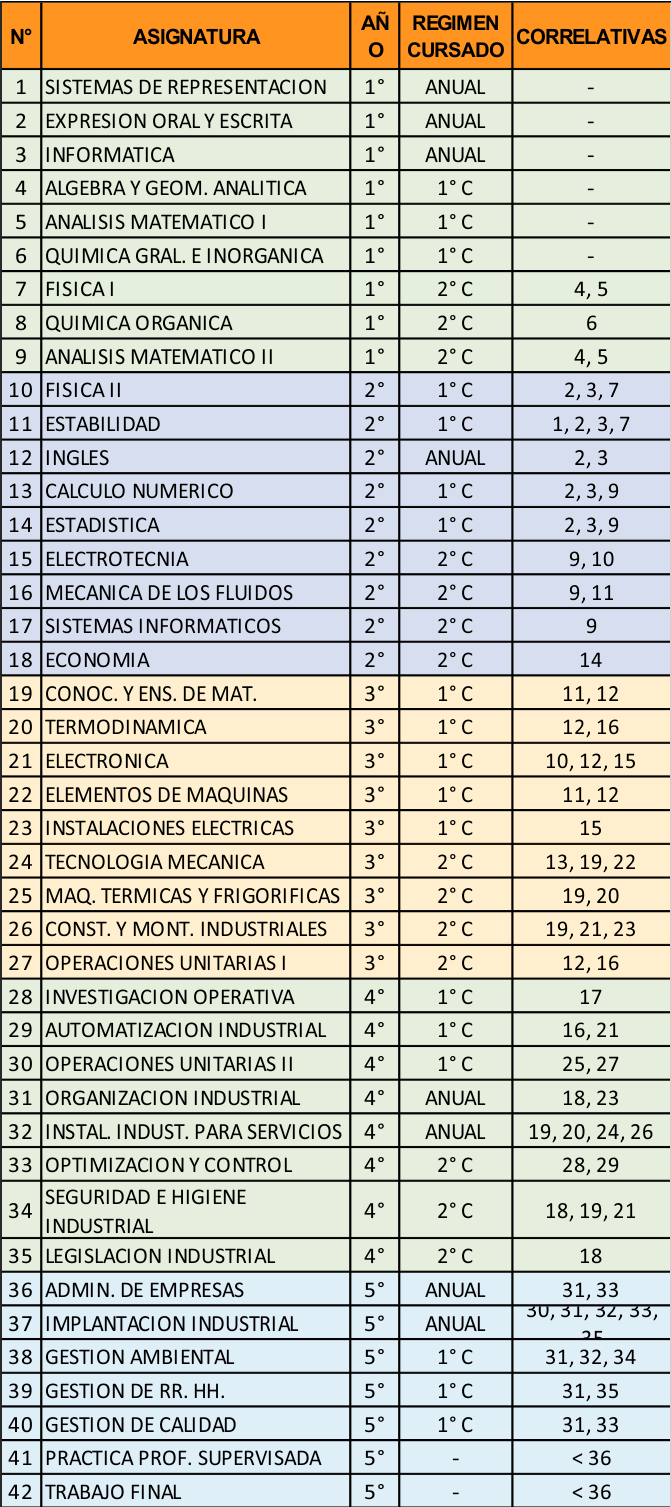 N° ASIGNATURA AÑO REGIMEN CURSADO CORRELATIVAS
1 SISTEMAS DE REPRESENTACION 1° ANUAL -
2 EXPRESION ORAL Y ESCRITA 1° ANUAL -
3 INFORMATICA 1° ANUAL -
4 ALGEBRA Y GEOM. ANALITICA 1° 1° C -
5 ANALISIS MATEMATICO I 1° 1° C -
6 QUIMICA GRAL. E INORGANICA 1° 1° C -
7 FISICA I 1° 2° C 4, 5
8 QUIMICA ORGANICA 1° 2° C 6
9 ANALISIS MATEMATICO II 1° 2° C 4, 5
10 FISICA II 2° 1° C 2, 3, 7
11 ESTABILIDAD 2° 1° C 1, 2, 3, 7
12 INGLES 2° ANUAL 2, 3
13 CALCULO NUMERICO 2° 1° C 2, 3, 9
14 ESTADISTICA 2° 1° C 2, 3, 9
15 ELECTROTECNIA 2° 2° C 9, 10
16 MECANICA DE LOS FLUIDOS 2° 2° C 9, 11
17 SISTEMAS INFORMATICOS 2° 2° C 9
18 ECONOMIA 2° 2° C 14
19 CONOC. Y ENS. DE MAT. 3° 1° C 11, 12
20 TERMODINAMICA 3° 1° C 12, 16
21 ELECTRONICA 3° 1° C 10, 12, 15
22 ELEMENTOS DE MAQUINAS 3° 1° C 11, 12
23 INSTALACIONES ELECTRICAS 3° 1° C 15
24 TECNOLOGIA MECANICA 3° 2° C 13, 19, 22
25 MAQ. TERMICAS Y FRIGORIFICAS 3° 2° C 19, 20
26 CONST. Y MONT. INDUSTRIALES 3° 2° C 19, 21, 23
27 OPERACIONES UNITARIAS I 3° 2° C 12, 16
28 INVESTIGACION OPERATIVA 4° 1° C 17
29 AUTOMATIZACION INDUSTRIAL 4° 1° C 16, 21
30 OPERACIONES UNITARIAS II 4° 1° C 25, 27
31 ORGANIZACION INDUSTRIAL 4° ANUAL 18, 23
32 INSTAL. INDUST. PARA SERVICIOS 4° ANUAL 19, 20, 24, 26
33 OPTIMIZACION Y CONTROL 4° 2° C 28, 29
34 SEGURIDAD E HIGIENE INDUSTRIAL 4° 2° C 18, 19, 21
35 LEGISLACION INDUSTRIAL 4° 2° C 18
36 ADMIN. DE EMPRESAS 5° ANUAL 31, 33
37 IMPLANTACION INDUSTRIAL 5° ANUAL 30, 31, 32, 33, 35
38 GESTION AMBIENTAL 5° 1° C 31, 32, 34
39 GESTION DE RR. HH. 5° 1° C 31, 35
40 GESTION DE CALIDAD 5° 1° C 31, 33
41 PRACTICA PROF. SUPERVISADA 5° - < 36
42 TRABAJO FINAL 5° - < 36